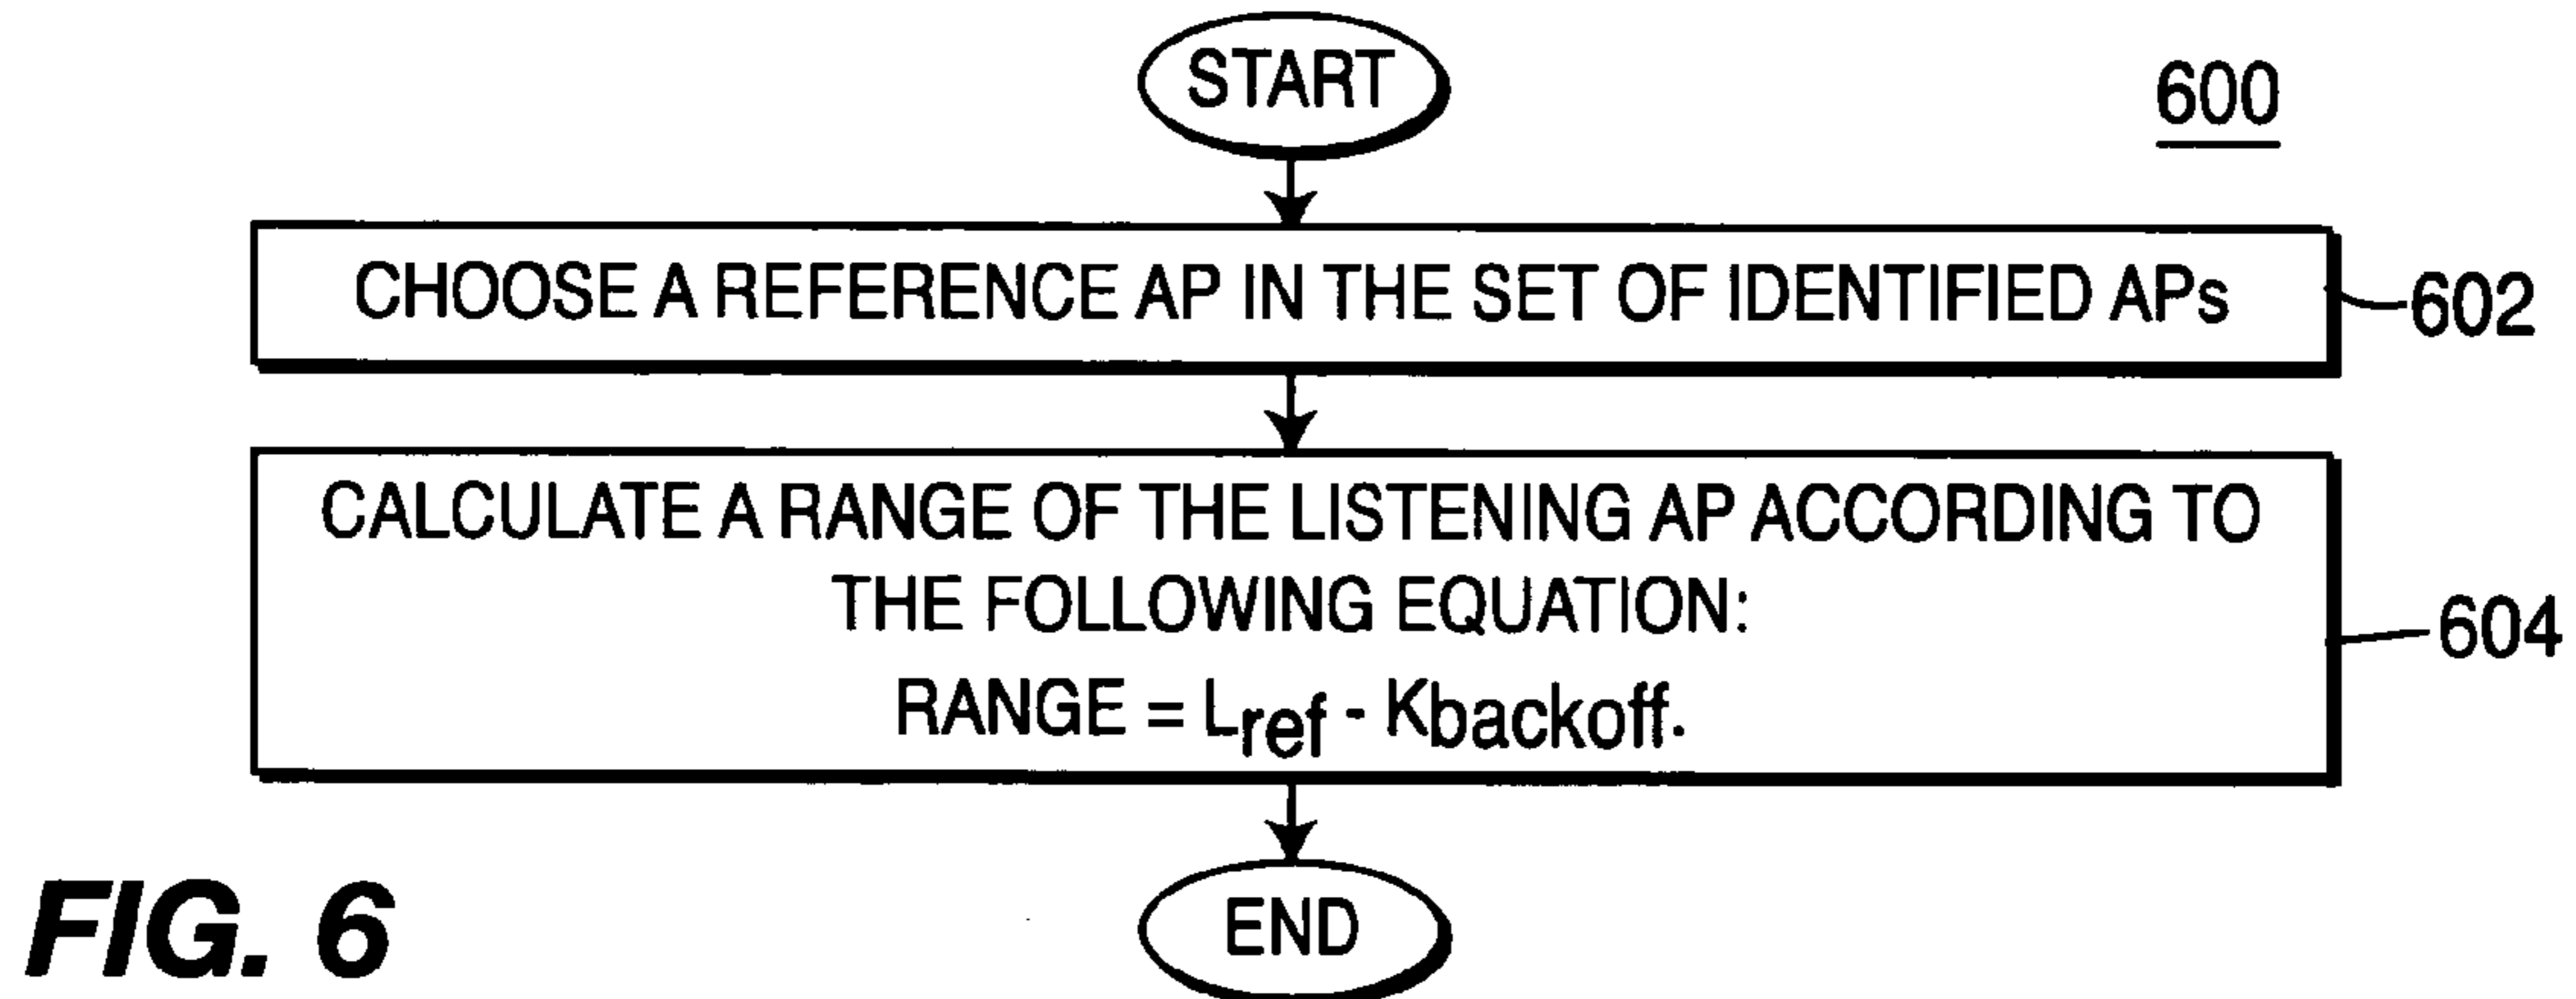 START
600
CHOOSE A REFERENCE AP IN THE SET OF IDENTIFIED APs
602
CALCULATE A RANGE OF THE LISTENING AP ACCORDING TO
THE FOLLOWING EQUATION:
RANGE = Lref - Kbackoff.
604
END
FIG. 6